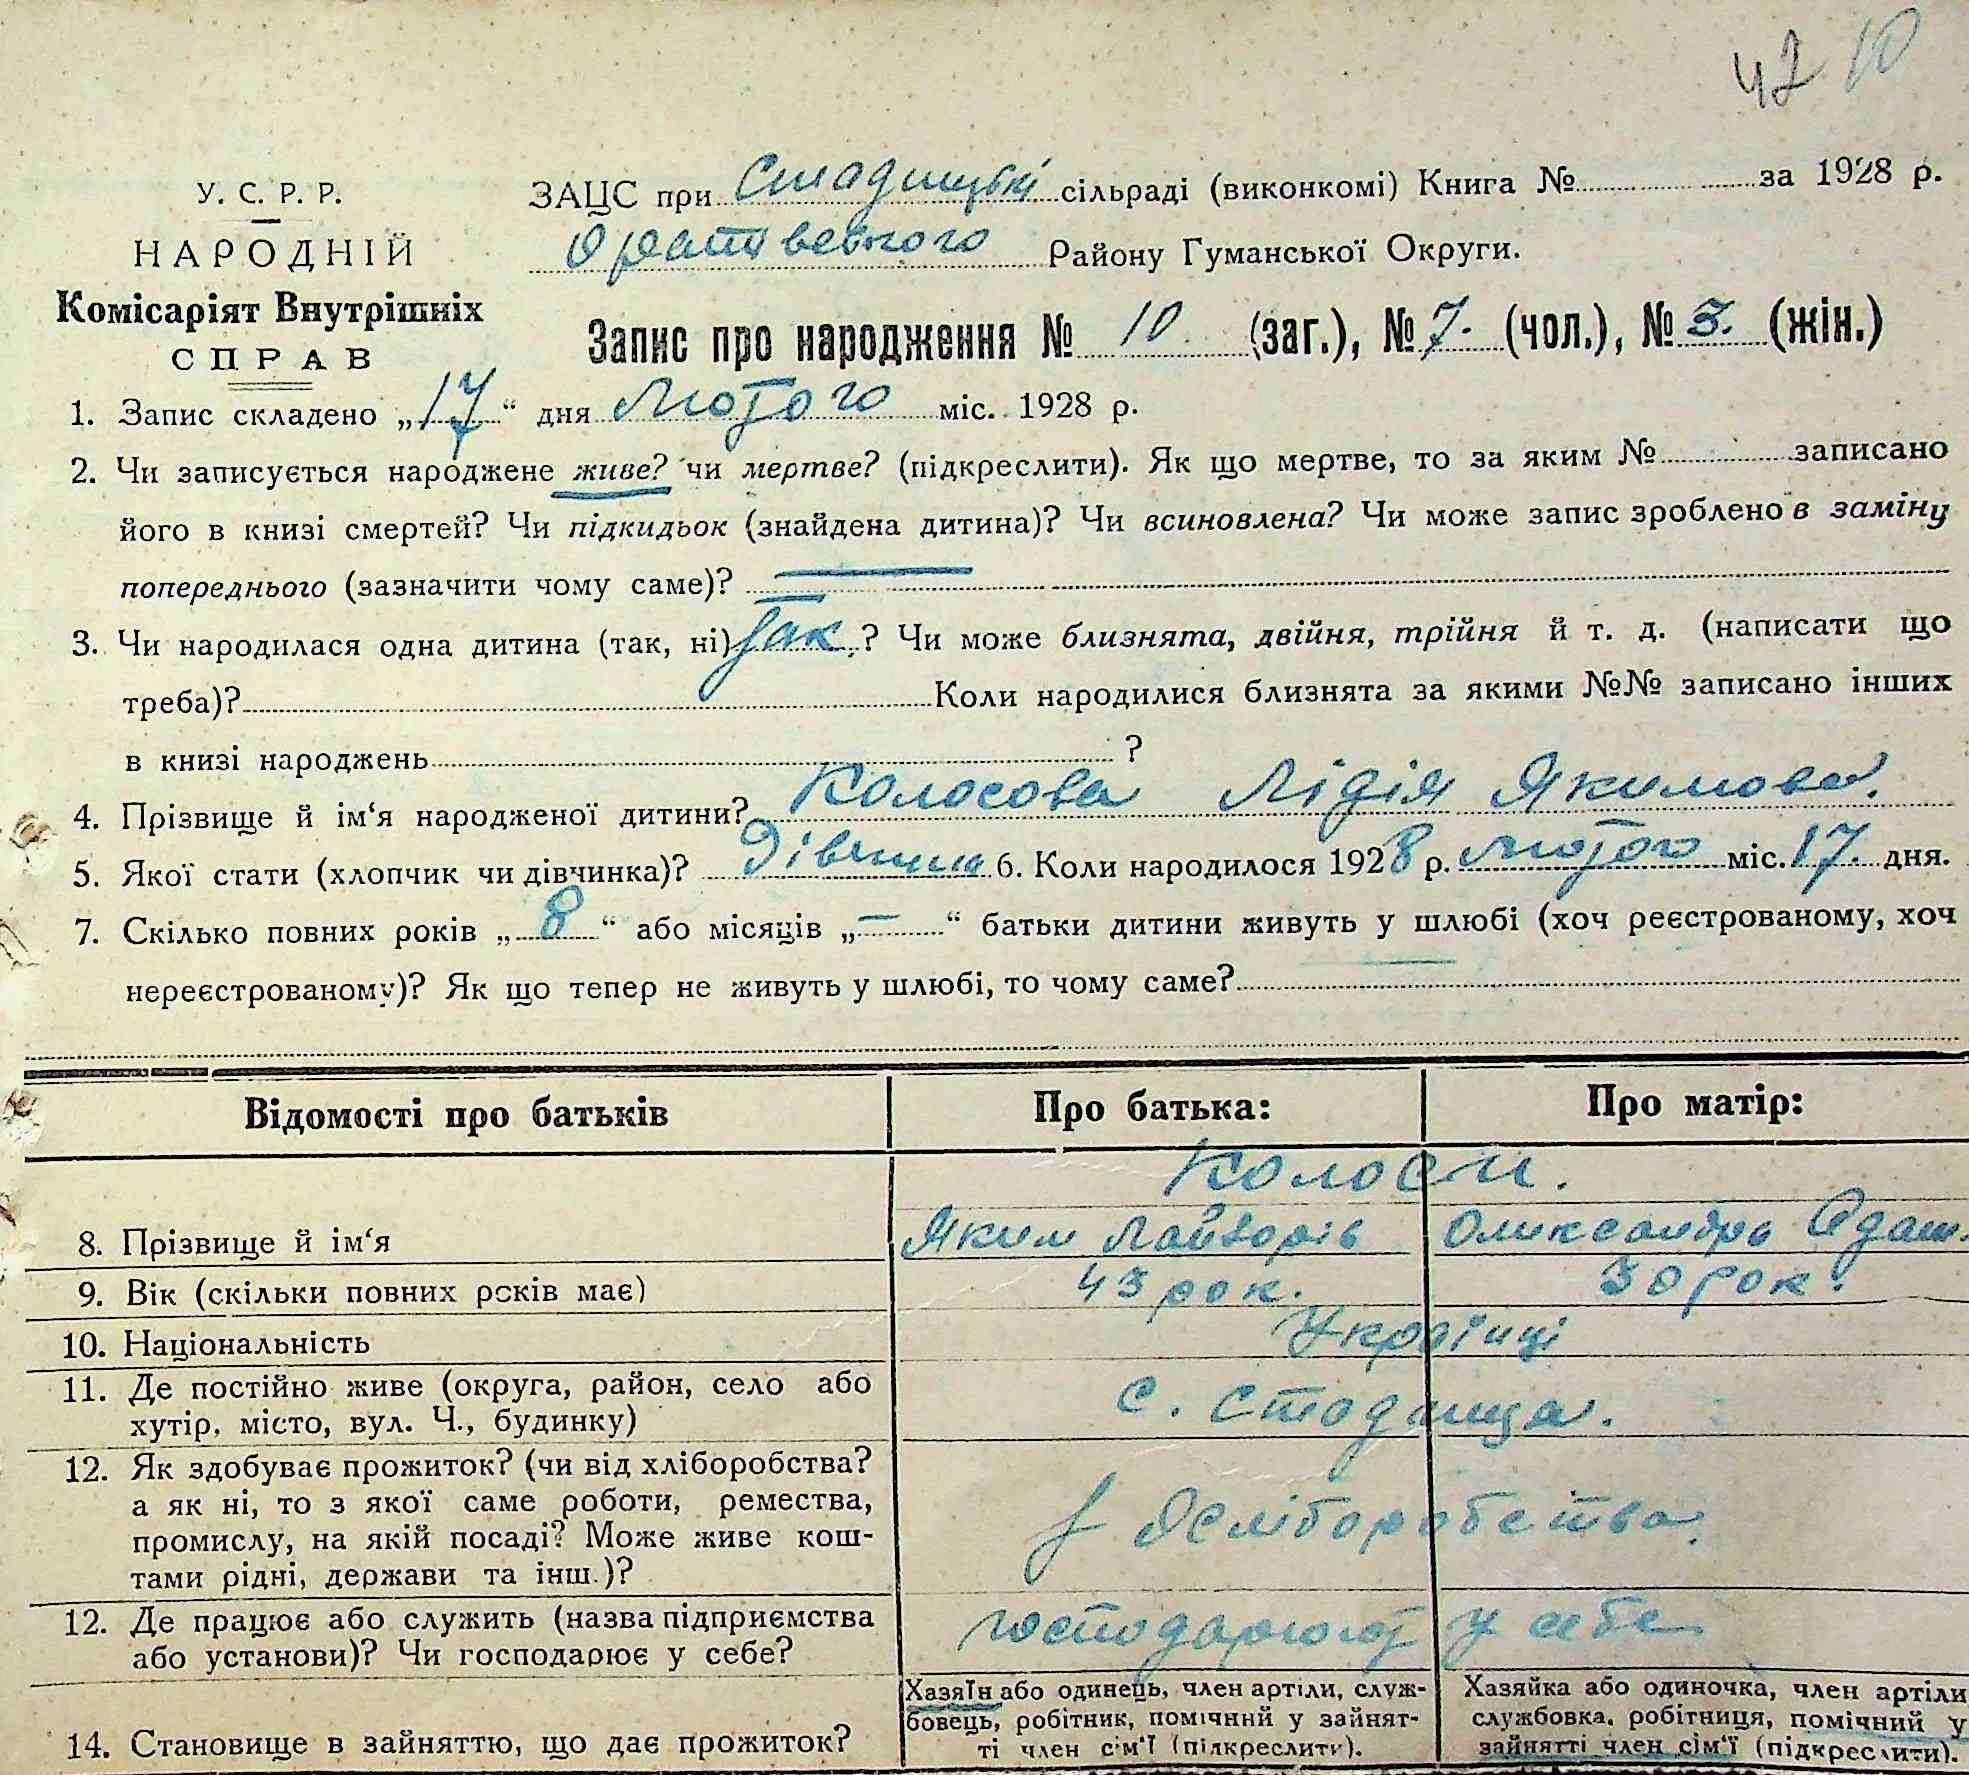 42 10
У. С. Р. Р.
НАРОДНІЙ
Комісаріят Внутрішніх
СПРАВ
ЗАЦС при Стадницькі сільраді (виконкомі) Книга № за 1928 р.
Оратівського Району Гуманської Округи.
Запис про народження № 10 (заг.), № 7. (чол.), № 3. (жін.)
1. Запис складено „17“ дня Лютого міс. 1928 р.
2. Чи записується народжене живе? чи мертве? (підкреслити). Як що мертве, то за яким № записано
його в книзі смертей? Чи підкидьок (знайдена дитина)? Чи всиновлена? Чи може запис зроблено в заміну
попереднього (зазначити чому саме)? —
3. Чи народилася одна дитина (так, ні) Так ? Чи може близнята, двійня, трійня й т. д. (написати що
треба)? Коли народилися близнята за якими №№ записано інших
в книзі народжень ?
4. Прізвище й ім‘я народженої дитини? Колосова Лідія Якимова.
5. Якої стати (хлопчик чи дівчинка)? Дівчина 6. Коли народилося 1928 р. Лютого міс. 17. дня.
7. Скілько повних років „8“ або місяців „—“ батьки дитини живуть у шлюбі (хоч реєстрованому, хоч
нереєстрованому)? Як що тепер не живуть у шлюбі, то чому саме?
Відомості про батьків Про батька: Про матір:
Колоси.
8. Прізвище й ім‘я Яким Олександра Адам.
9. Вік (скільки повних років має) 43 рок. 30 рок.
10. Національність Українці
11. Де постійно живе (округа, район, село або
хутір, місто, вул. Ч., будинку) с. Стадниця.
12. Як здобуває прожиток? (чи від хліборобства?
а як ні, то з якої саме роботи, ремества,
промислу, на якій посаді? Може живе кош-
тами рідні, держави та інш.)? Хліборобства.
12. Де працює або служить (назва підприємства
або установи)? Чи господарює у себе? господарюют у себе
14. Становище в зайняттю, що дає прожиток?
Хазяїн або одинець, член артіли, служ-
бовець, робітник, помічний у зайнят-
ті член сім‘ї (підкреслити).
Хазяйка або одиночка, член артіли
службовка, робітниця, помічний у
зайнятті член сім‘ї (підкреслити).